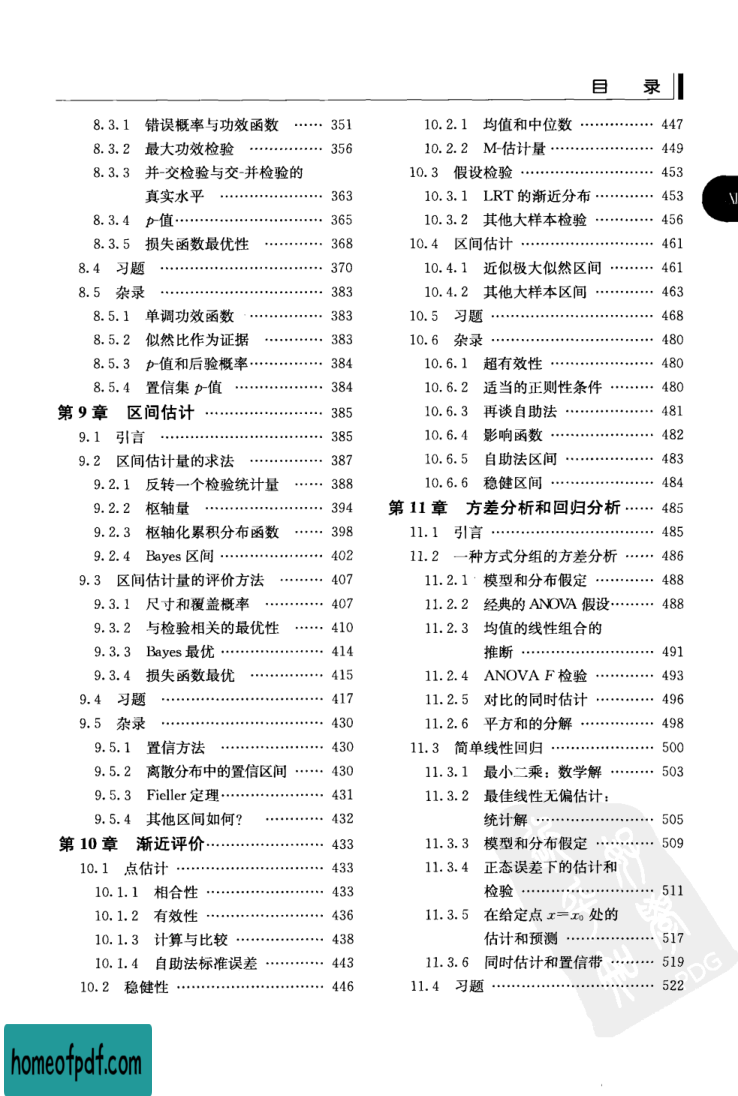 目 录
8.3.1 错误概率与功效函数 …… 351
8.3.2 最大功效检验 …………… 356
8.3.3 并-交检验与交-并检验的
真实水平 ………………… 363
8.3.4 p-值………………………… 365
8.3.5 损失函数最优性 ………… 368
8.4 习题 …………………………… 370
8.5 杂录 …………………………… 383
8.5.1 单调功效函数 …………… 383
8.5.2 似然比作为证据 ………… 383
8.5.3 p-值和后验概率…………… 384
8.5.4 置信集 p-值 ……………… 384
第 9 章 区间估计 …………………… 385
9.1 引言 …………………………… 385
9.2 区间估计量的求法 …………… 387
9.2.1 反转一个检验统计量 …… 388
9.2.2 枢轴量 …………………… 394
9.2.3 枢轴化累积分布函数 …… 398
9.2.4 Bayes 区间 ………………… 402
9.3 区间估计量的评价方法 ……… 407
9.3.1 尺寸和覆盖概率 ………… 407
9.3.2 与检验相关的最优性 …… 410
9.3.3 Bayes 最优 ………………… 414
9.3.4 损失函数最优 …………… 415
9.4 习题 …………………………… 417
9.5 杂录 …………………………… 430
9.5.1 置信方法 ………………… 430
9.5.2 离散分布中的置信区间 …… 430
9.5.3 Fieller 定理………………… 431
9.5.4 其他区间如何? ………… 432
第 10 章 渐近评价…………………… 433
10.1 点估计 ………………………… 433
10.1.1 相合性 …………………… 433
10.1.2 有效性 …………………… 436
10.1.3 计算与比较 ……………… 438
10.1.4 自助法标准误差 ………… 443
10.2 稳健性 ………………………… 446
10.2.1 均值和中位数 …………… 447
10.2.2 M-估计量………………… 449
10.3 假设检验 ……………………… 453
10.3.1 LRT 的渐近分布………… 453
10.3.2 其他大样本检验 ………… 456
10.4 区间估计 ……………………… 461
10.4.1 近似极大似然区间 ……… 461
10.4.2 其他大样本区间 ………… 463
10.5 习题 …………………………… 468
10.6 杂录 …………………………… 480
10.6.1 超有效性 ………………… 480
10.6.2 适当的正则性条件 ……… 480
10.6.3 再谈自助法 ……………… 481
10.6.4 影响函数 ………………… 482
10.6.5 自助法区间 ……………… 483
10.6.6 稳健区间 ………………… 484
第 11 章 方差分析和回归分析 …… 485
11.1 引言 …………………………… 485
11.2 一种方式分组的方差分析 …… 486
11.2.1 模型和分布假定 ………… 488
11.2.2 经典的 ANOVA 假设……… 488
11.2.3 均值的线性组合的
推断 ……………………… 491
11.2.4 ANOVA F 检验 ………… 493
11.2.5 对比的同时估计 ………… 496
11.2.6 平方和的分解 …………… 498
11.3 简单线性回归 ………………… 500
11.3.1 最小二乘：数学解 ……… 503
11.3.2 最佳线性无偏估计：
统计解 …………………… 505
11.3.3 模型和分布假定 ………… 509
11.3.4 正态误差下的估计和
检验 ……………………… 511
11.3.5 在给定点 x=x₀ 处的
估计和预测 ……………… 517
11.3.6 同时估计和置信带 ……… 519
11.4 习题 …………………………… 522
PDG
homeofpdf.com